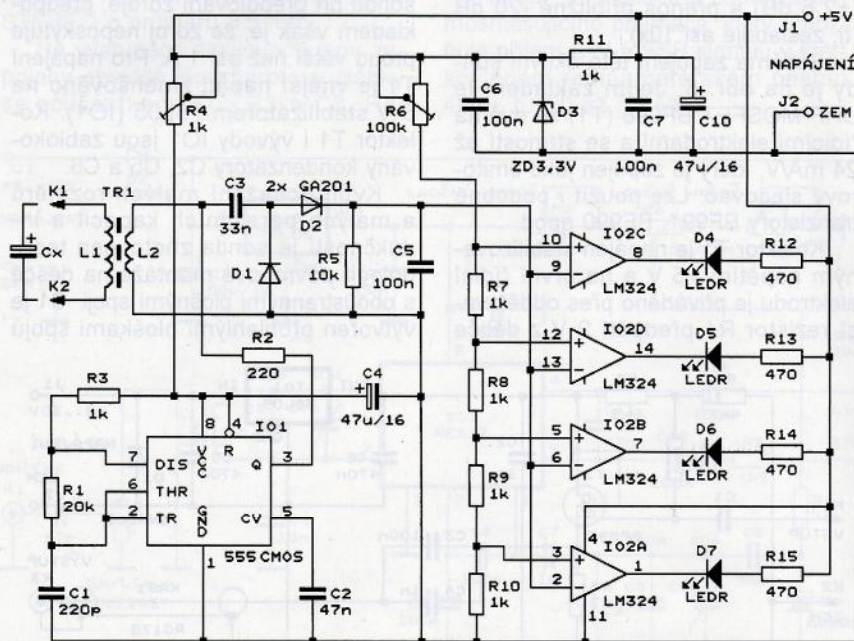 +5V
J1
NAPÁJENÍ
J2
ZEM
R11
1k
R4
1k
R6
100k
C6
100n
D3
ZD3,3V
C7
100n
C10
47u/16
K1
TR1
C3
33n
2x GA201
D2
CX
L1
L2
D1
R5
10k
C5
100n
K2
R2
220
R3
1k
C4
47u/16
IO1
8
4
7
DIS
VCC
R
Q
3
6
THR
2
TR
GND
CV
5
1
555CMOS
R1
20k
C1
220p
C2
47n
IO2C
10
9
8
LM324
D4
LEDR
R12
470
R7
1k
IO2D
12
13
14
LM324
D5
LEDR
R13
470
R8
1k
IO2B
5
6
7
LM324
D6
LEDR
R14
470
R9
1k
IO2A
4
3
2
1
11
LM324
D7
LEDR
R15
470
R10
1k